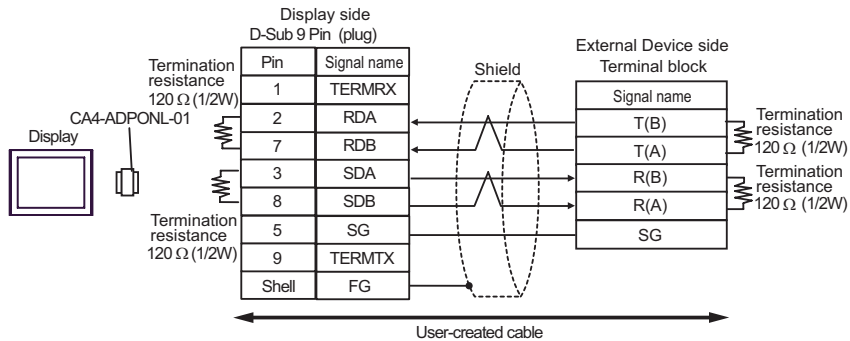 Display side
D-Sub 9 Pin (plug)
Pin Signal name
1 TERMRX
2 RDA
7 RDB
3 SDA
8 SDB
5 SG
9 TERMTX
Shell FG
Termination
resistance
120 Ω (1/2W)
CA4-ADPONL-01
Display
Termination
resistance
120 Ω (1/2W)
Shield
External Device side
Terminal block
Signal name
T(B)
T(A)
R(B)
R(A)
SG
Termination
resistance
120 Ω (1/2W)
Termination
resistance
120 Ω (1/2W)
User-created cable